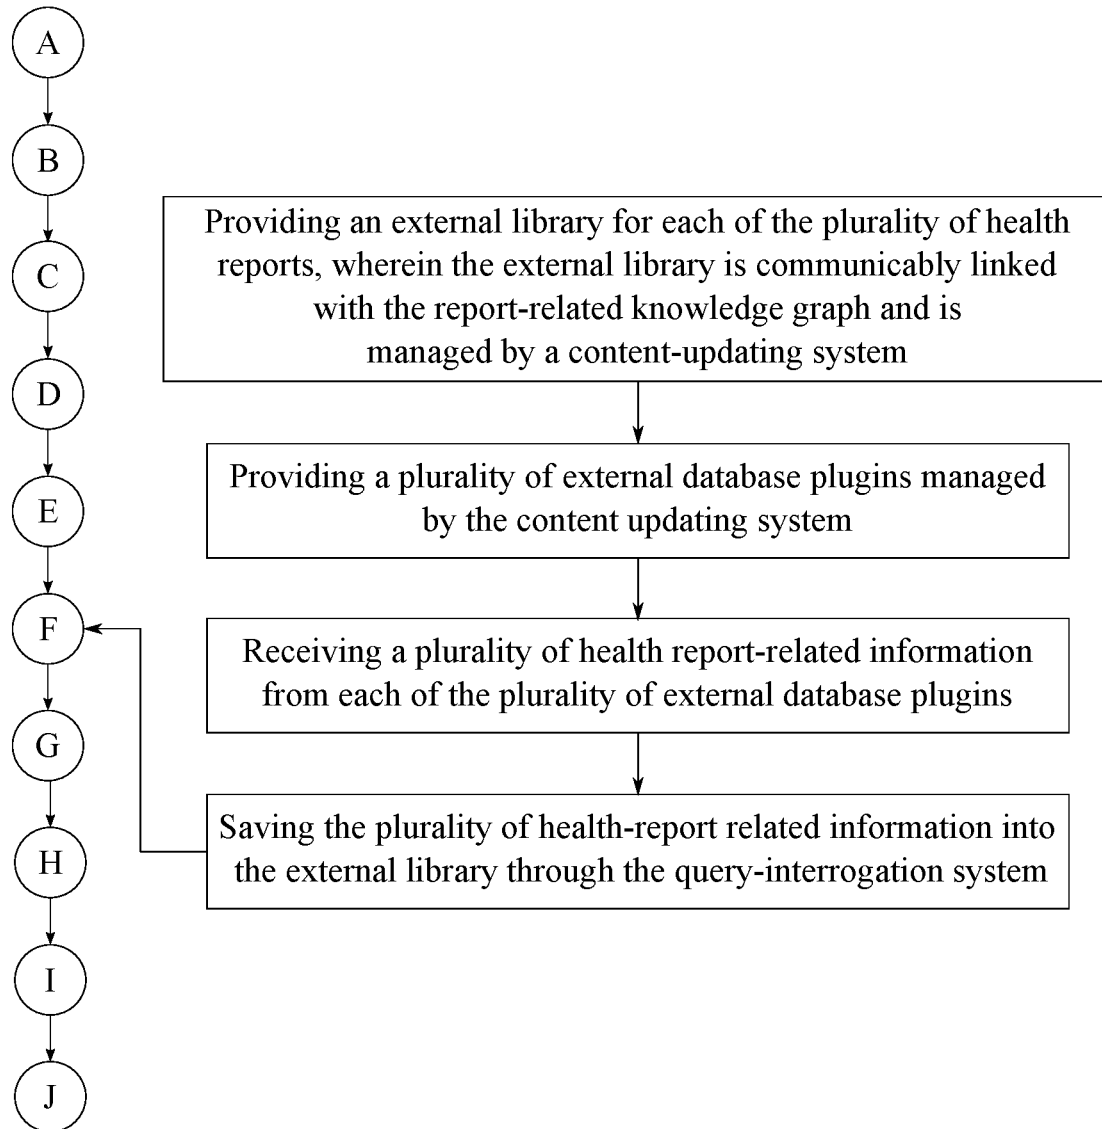 A
B
C
D
E
F
G
H
I
J
Providing an external library for each of the plurality of health
reports, wherein the external library is communicably linked
with the report-related knowledge graph and is
managed by a content-updating system
Providing a plurality of external database plugins managed
by the content updating system
Receiving a plurality of health report-related information
from each of the plurality of external database plugins
Saving the plurality of health-report related information into
the external library through the query-interrogation system